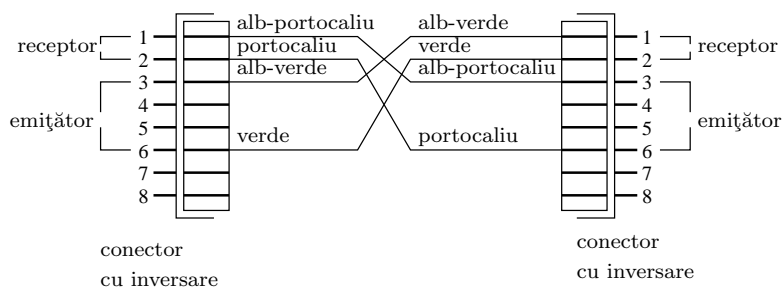 alb-portocaliu alb-verde
1 1
receptor portocaliu verde receptor
2 2
alb-verde alb-portocaliu
3 3
4 4
emiţător emiţător
5 5
verde portocaliu
6 6
7 7
8 8
conector conector
cu inversare cu inversare